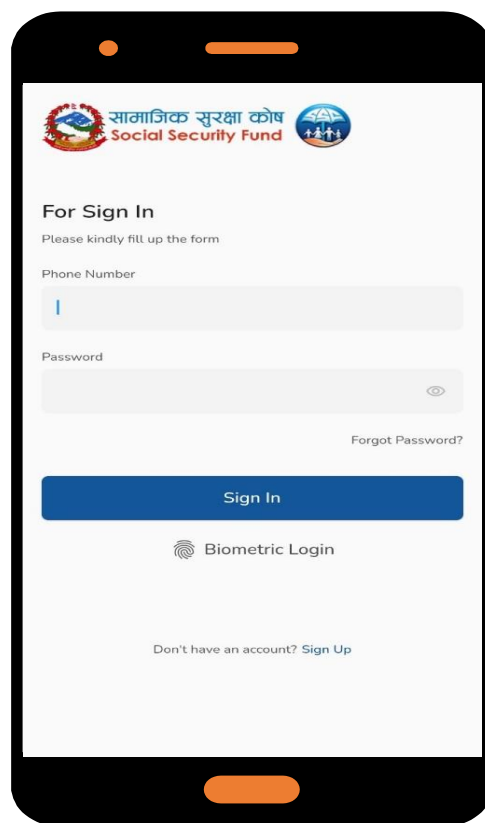 सामाजिक सुरक्षा कोष
Social Security Fund
For Sign In
Please kindly fill up the form
Phone Number
Password
Forgot Password?
Sign In
Biometric Login
Don't have an account? Sign Up